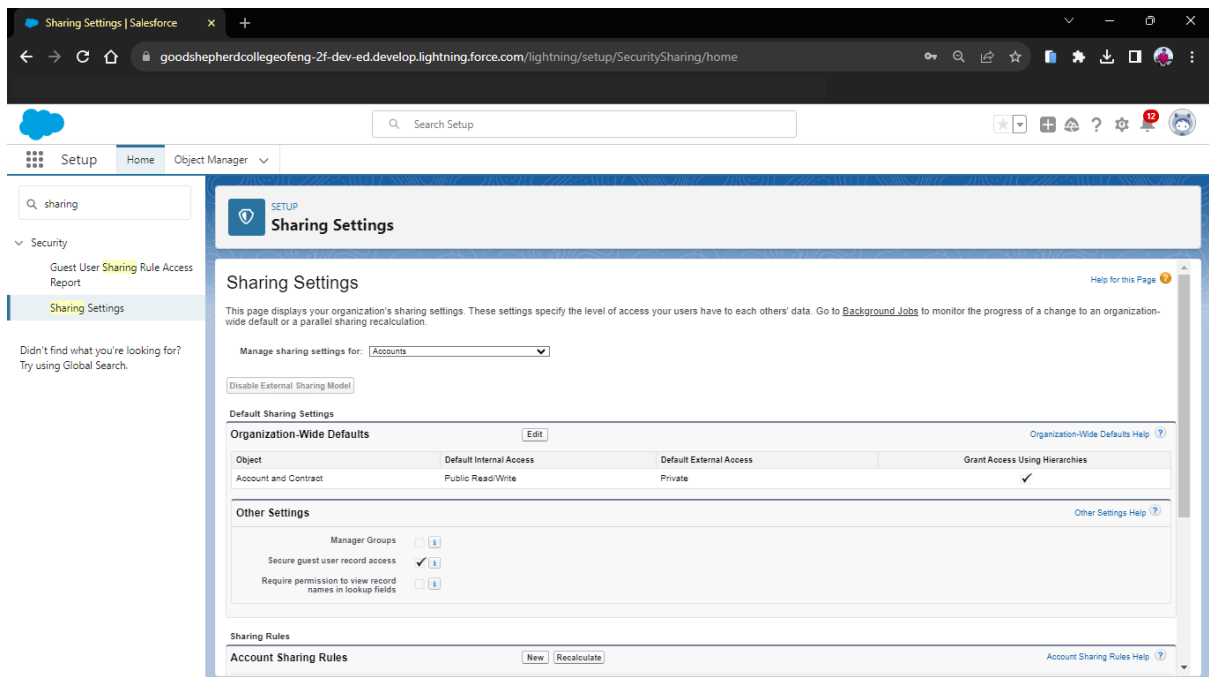 Sharing Settings | Salesforce
goodshepherdcollegeofeng-2f-dev-ed.develop.lightning.force.com/lightning/setup/SecuritySharing/home
Search Setup
12
Setup Home Object Manager
sharing
Security
Guest User Sharing Rule Access
Report
Sharing Settings
Didn't find what you're looking for?
Try using Global Search.
SETUP
Sharing Settings
Sharing Settings
Help for this Page
This page displays your organization's sharing settings. These settings specify the level of access your users have to each others' data. Go to Background Jobs to monitor the progress of a change to an organization-
wide default or a parallel sharing recalculation.
Manage sharing settings for: Accounts
Disable External Sharing Model
Default Sharing Settings
Organization-Wide Defaults Edit Organization-Wide Defaults Help ?
Object Default Internal Access Default External Access Grant Access Using Hierarchies
Account and Contract Public Read/Write Private
Other Settings Other Settings Help ?
Manager Groups i
Secure guest user record access i
Require permission to view record
names in lookup fields i
Sharing Rules
Account Sharing Rules New Recalculate Account Sharing Rules Help ?